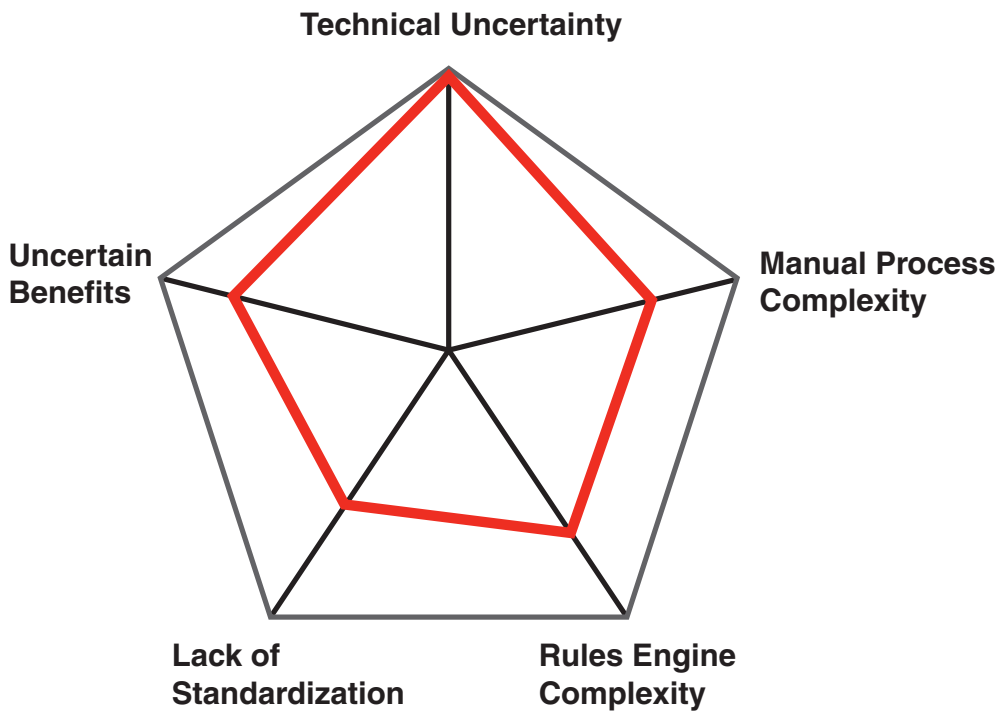 Technical Uncertainty
Uncertain
Benefits
Manual Process
Complexity
Lack of
Standardization
Rules Engine
Complexity